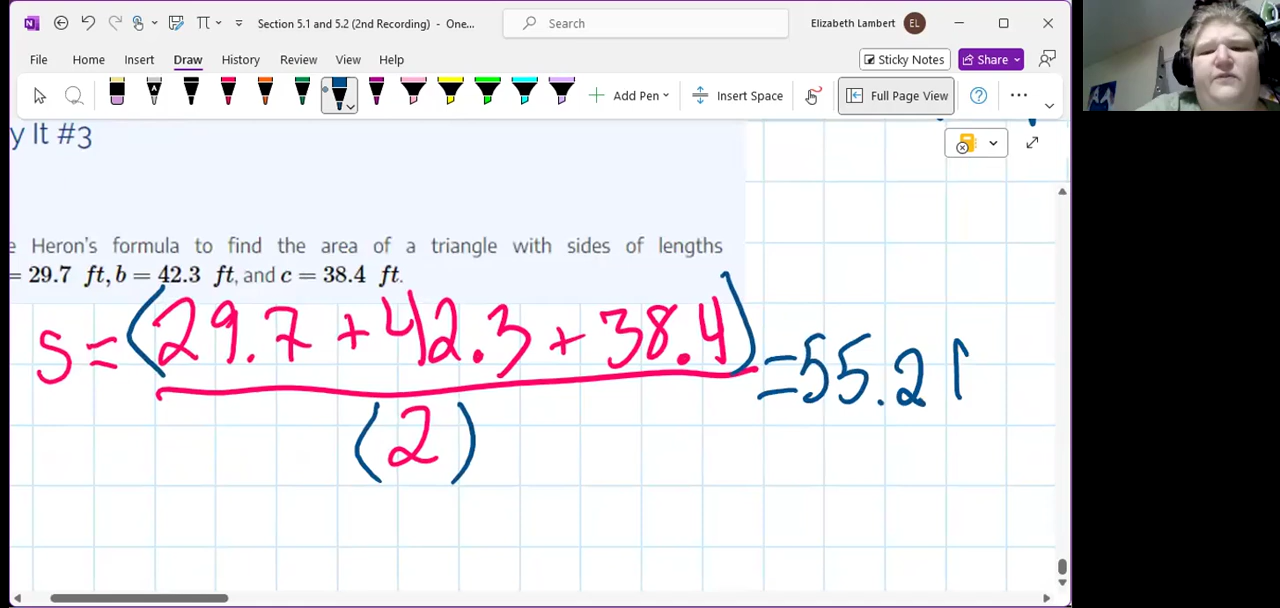 Section 5.1 and 5.2 (2nd Recording) - One...
Search
Elizabeth Lambert
EL
File Home Insert Draw History Review View Help
Sticky Notes
Share
Add Pen
Insert Space
Full Page View
y It #3
e Heron's formula to find the area of a triangle with sides of lengths
= 29.7 ft, b = 42.3 ft, and c = 38.4 ft.
S = (29.7 + 42.3 + 38.4) = 55.2
(2)